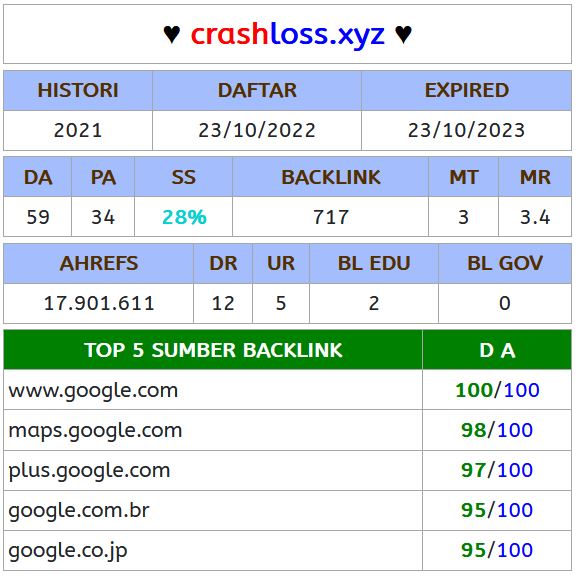 ♥ crashloss.xyz ♥
HISTORI DAFTAR EXPIRED
2021 23/10/2022 23/10/2023
DA PA SS BACKLINK MT MR
59 34 28% 717 3 3.4
AHREFS DR UR BL EDU BL GOV
17.901.611 12 5 2 0
TOP 5 SUMBER BACKLINK D A
www.google.com 100/100
maps.google.com 98/100
plus.google.com 97/100
google.com.br 95/100
google.co.jp 95/100